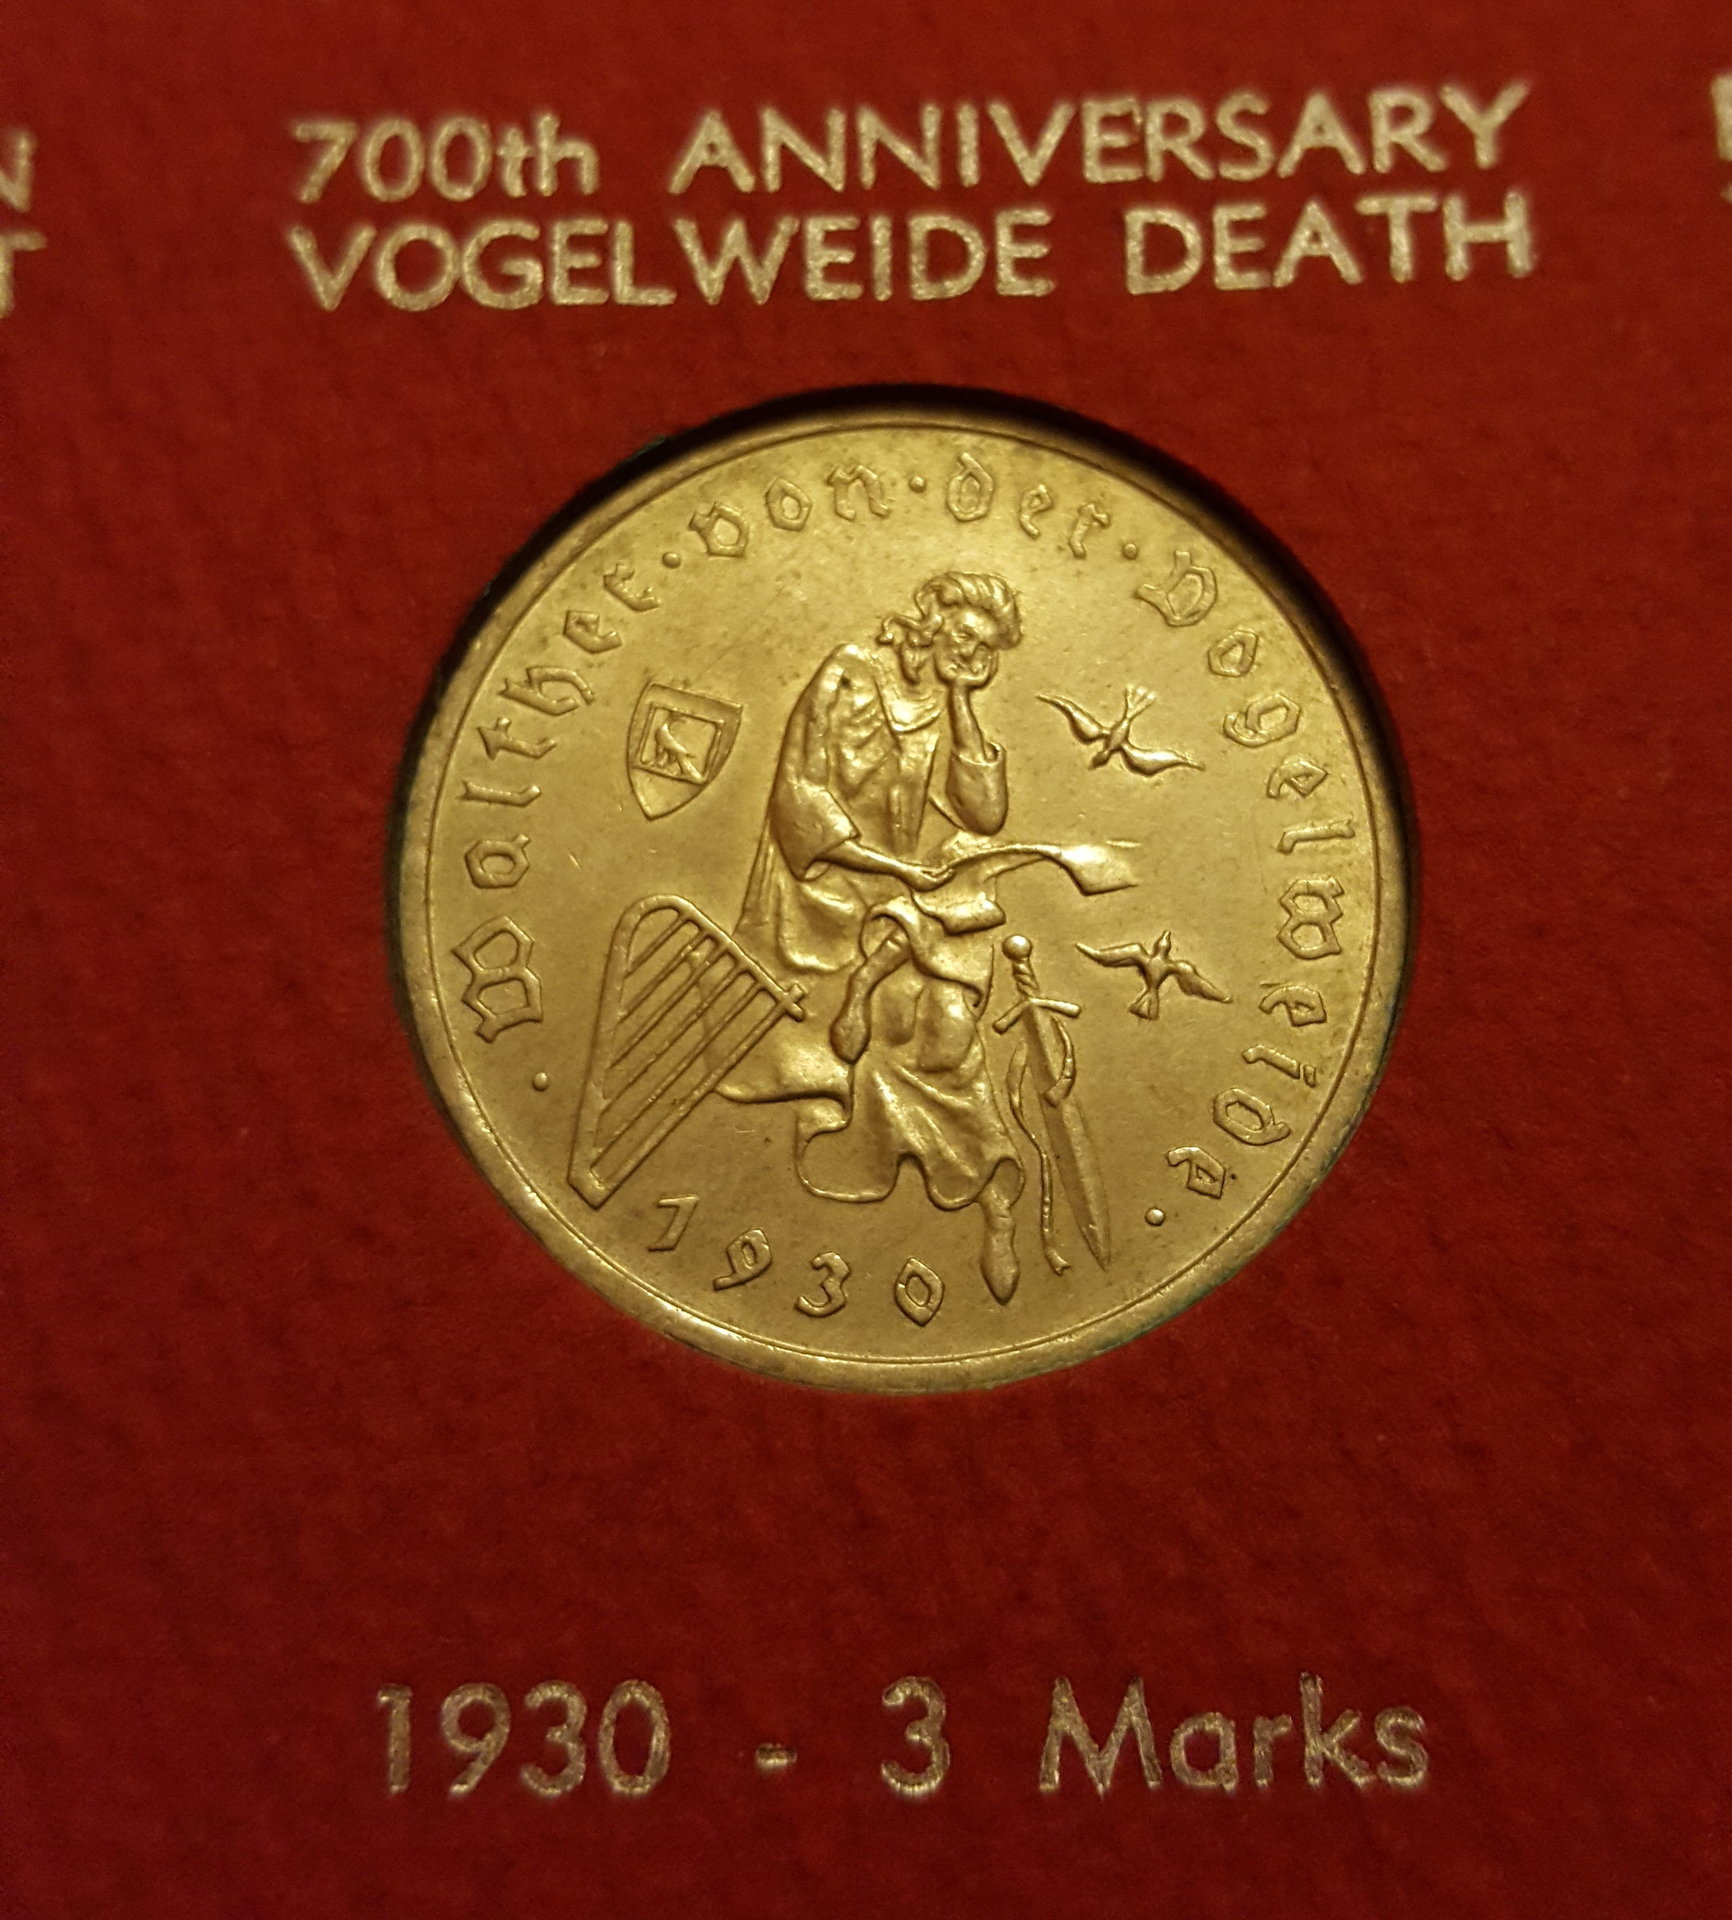 700th ANNIVERSARY
VOGELWEIDE DEATH
· Walther · von · der · Vogelweide ·
1930
1930 - 3 Marks